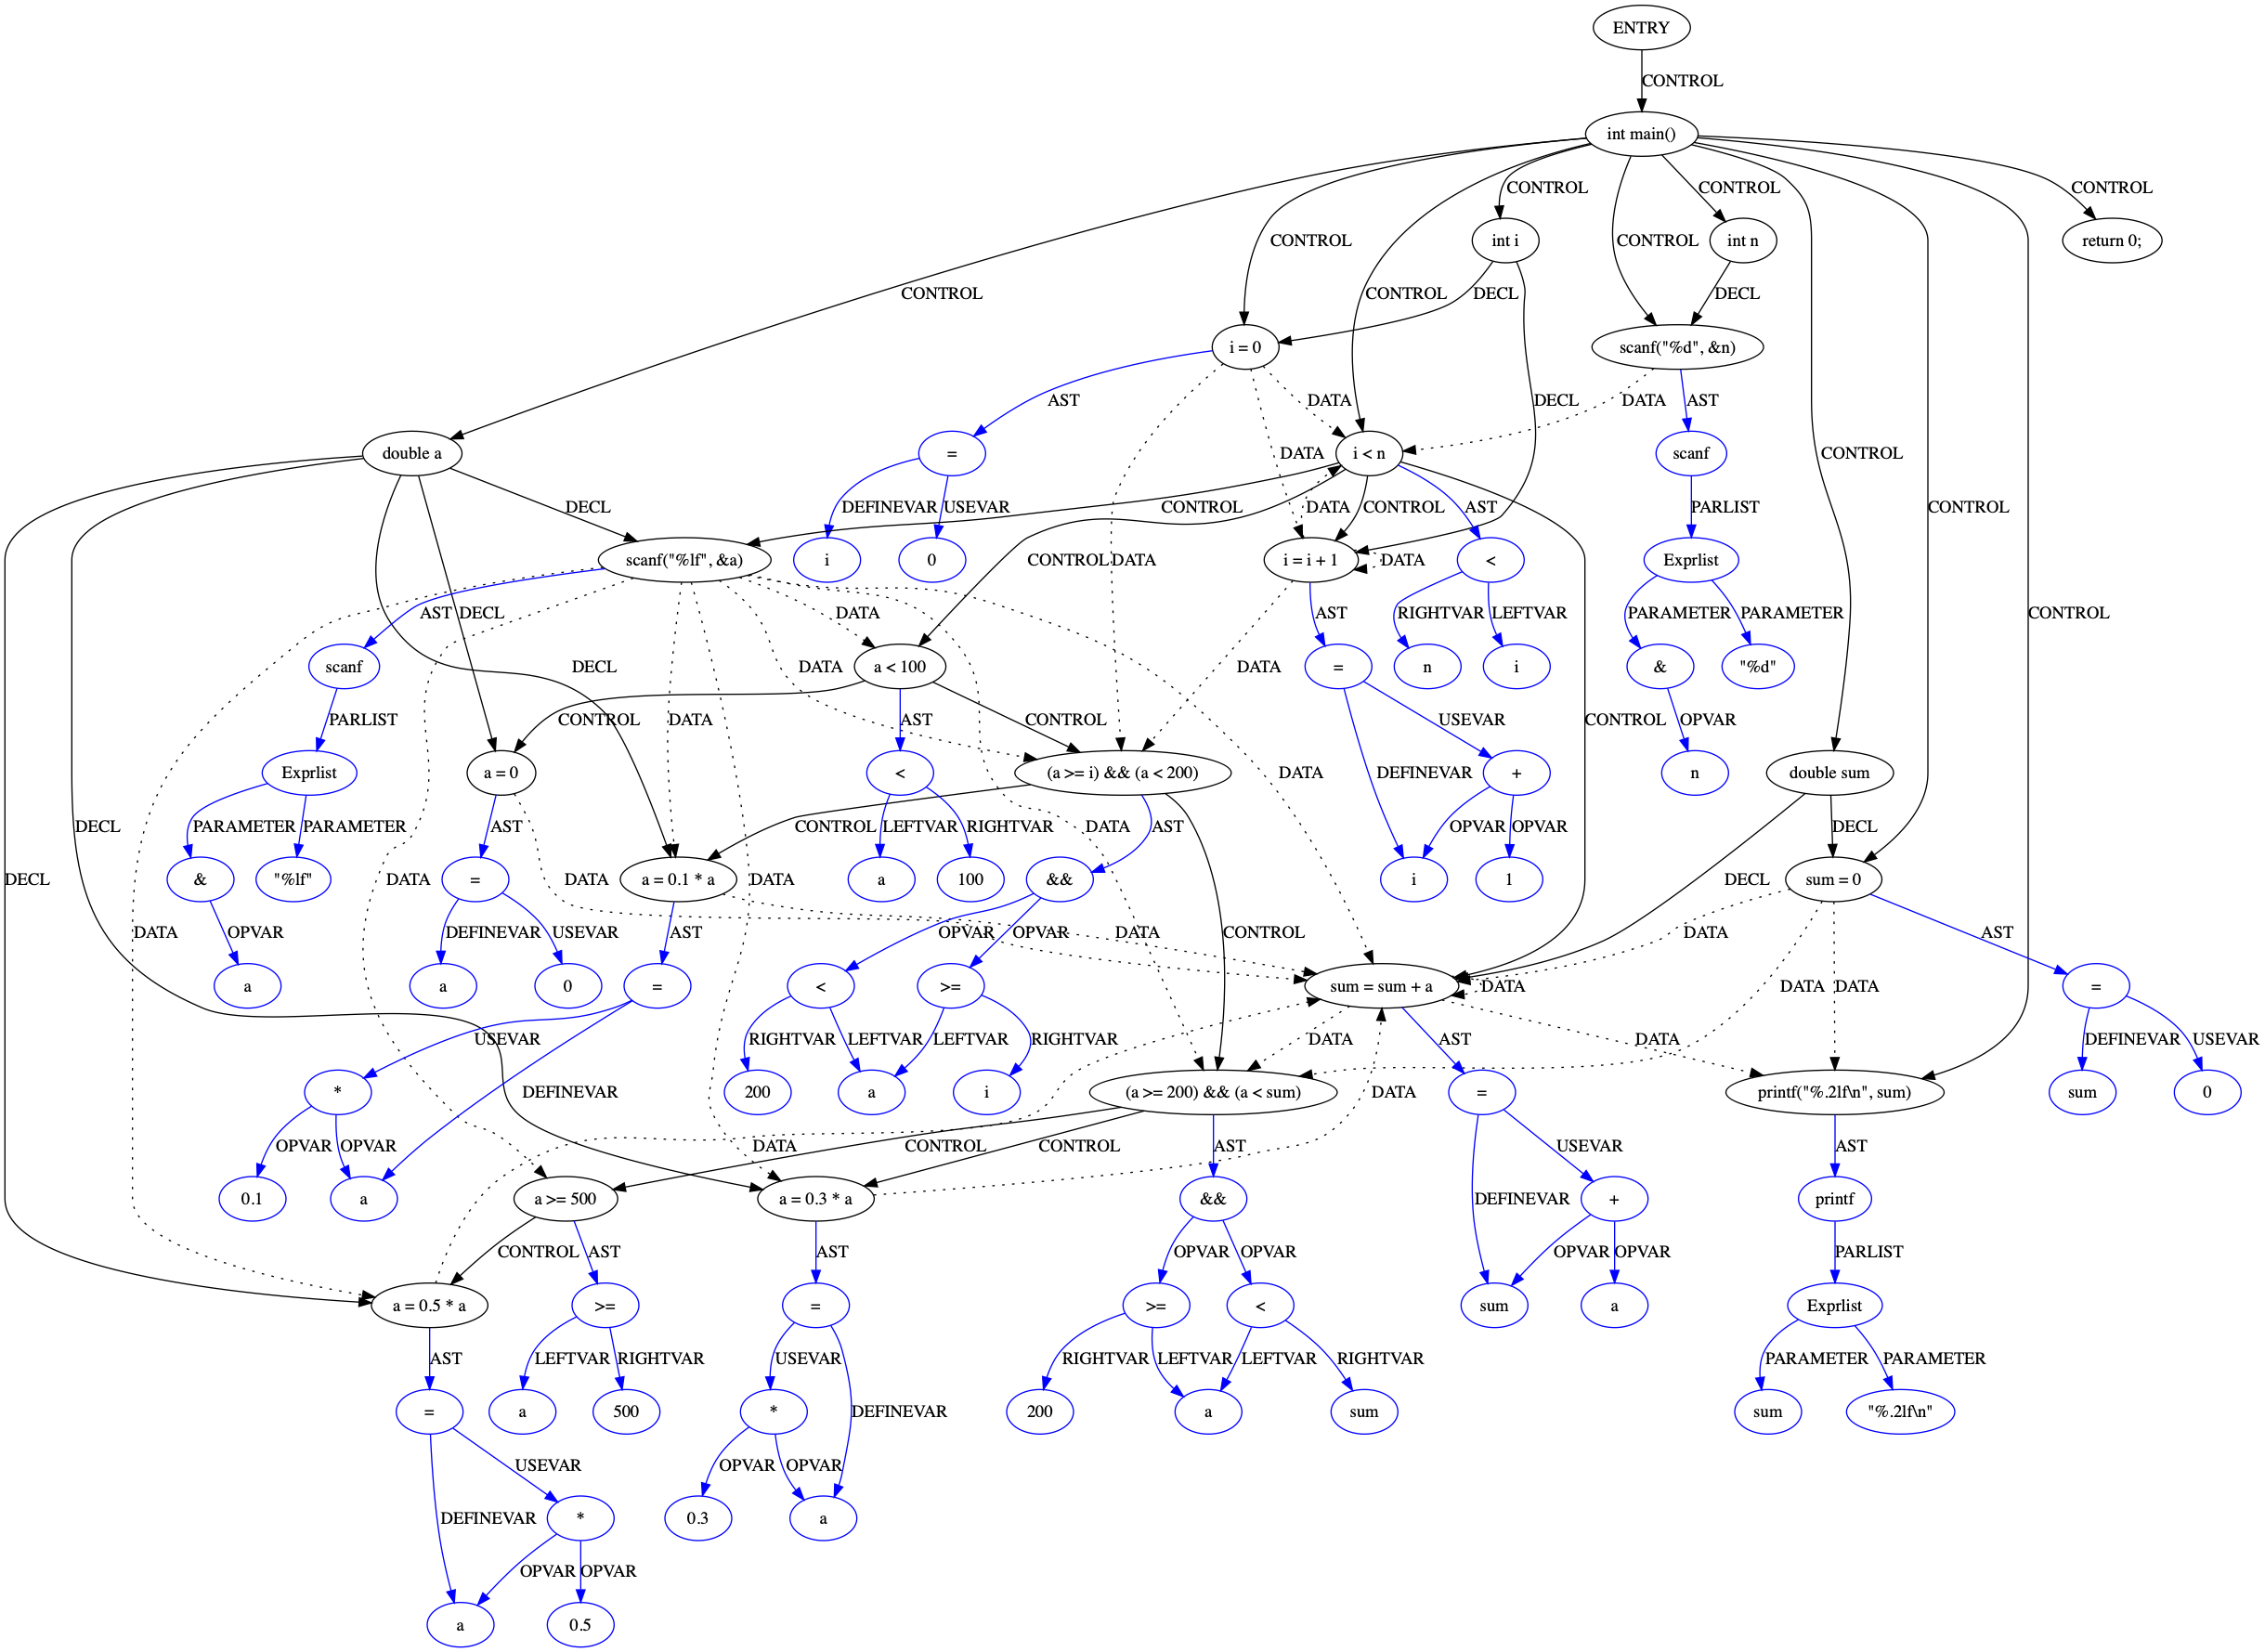 ENTRY
CONTROL
int main()
CONTROL CONTROL CONTROL
CONTROL CONTROL int i int n return 0;
CONTROL CONTROL DECL DECL
i = 0 scanf("%d", &n)
AST DATA DATA AST DECL
double a = DATA i < n scanf CONTROL
DECL DEFINEVAR USEVAR CONTROL DATA CONTROL AST PARLIST CONTROL
scanf("%lf", &a) i 0 CONTROL DATA i = i + 1 DATA < Exprlist
AST DECL DATA AST RIGHTVAR LEFTVAR PARAMETER PARAMETER CONTROL
scanf DECL DATA a < 100 DATA = n i & "%d"
PARLIST CONTROL DATA AST CONTROL DATA CONTROL USEVAR OPVAR
Exprlist a = 0 < (a >= i) && (a < 200) DEFINEVAR + n double sum
DECL PARAMETER PARAMETER AST CONTROL LEFTVAR RIGHTVAR DATA AST OPVAR OPVAR DECL
DECL & "%lf" = DATA DATA a = 0.1 * a DATA a 100 && i 1 DECL sum = 0
DATA OPVAR DEFINEVAR USEVAR AST OPVAR OPVAR CONTROL DATA DATA AST
a a 0 = < >= sum = sum + a DATA DATA DATA =
USEVAR RIGHTVAR LEFTVAR LEFTVAR RIGHTVAR DATA AST DATA DEFINEVAR USEVAR
* DEFINEVAR 200 a i (a >= 200) && (a < sum) DATA = printf("%.2lf\n", sum) sum 0
OPVAR OPVAR DATA CONTROL CONTROL AST USEVAR AST
0.1 a a >= 500 a = 0.3 * a && DEFINEVAR + printf
CONTROL AST AST OPVAR OPVAR OPVAR OPVAR PARLIST
a = 0.5 * a >= = >= < sum a Exprlist
AST LEFTVAR RIGHTVAR USEVAR RIGHTVAR LEFTVAR LEFTVAR RIGHTVAR PARAMETER PARAMETER
= a 500 * DEFINEVAR 200 a sum sum "%.2lf\n"
USEVAR OPVAR OPVAR
DEFINEVAR * 0.3 a
OPVAR OPVAR
a 0.5